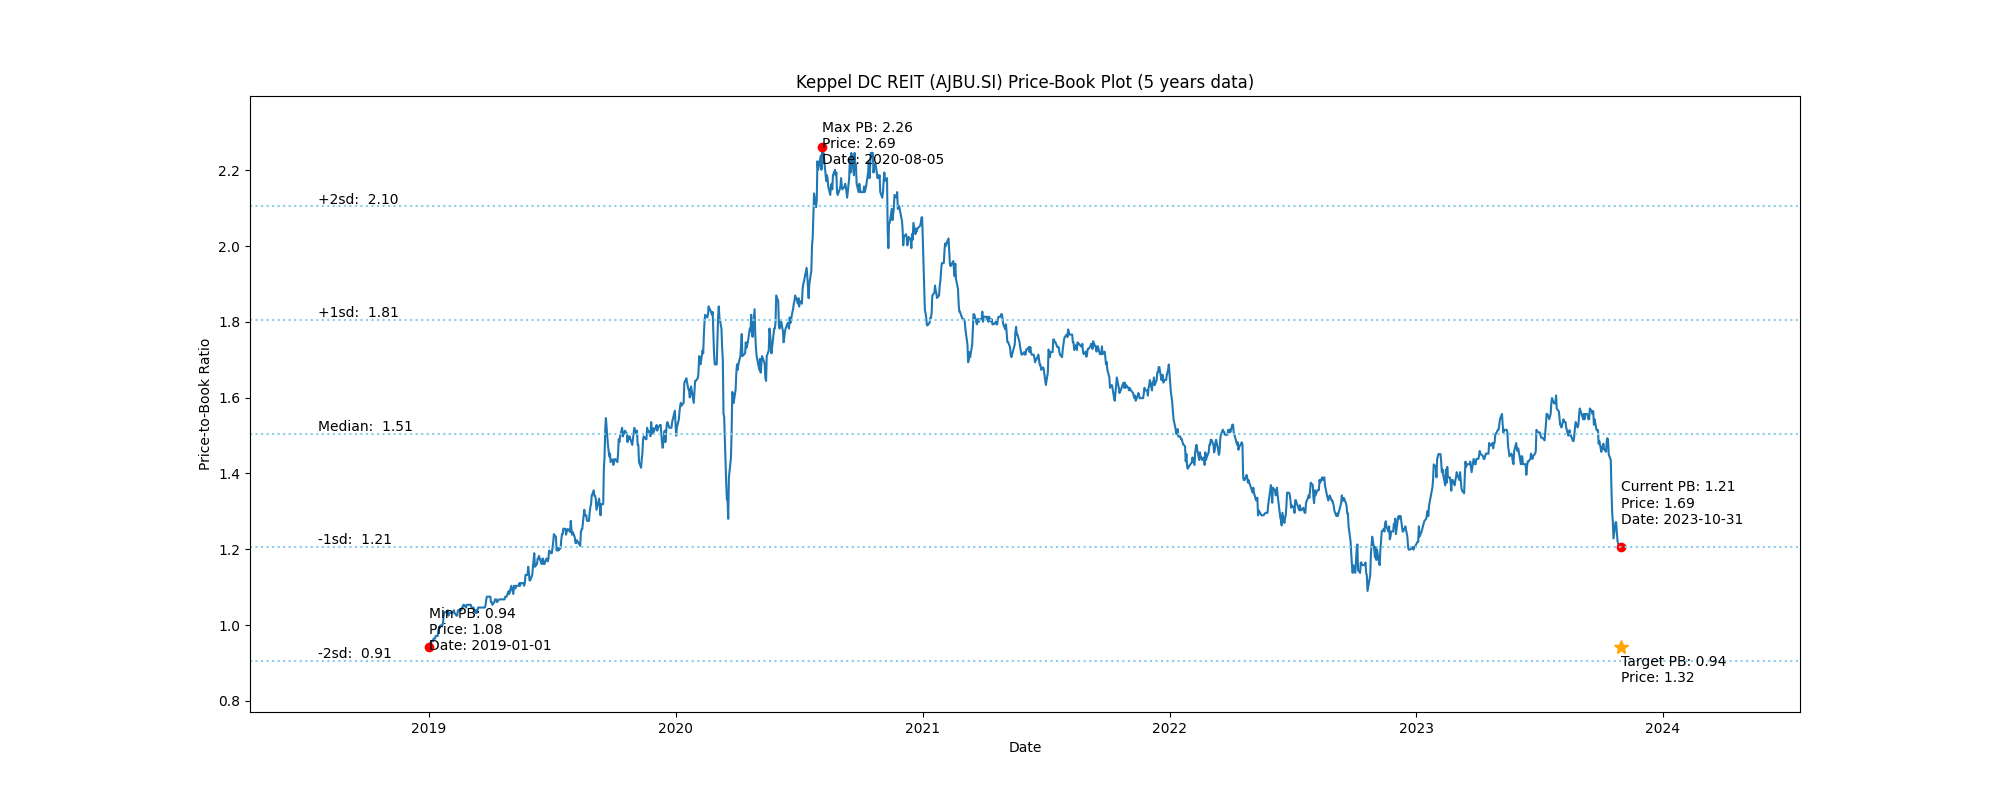 Keppel DC REIT (AJBU.SI) Price-Book Plot (5 years data)
Max PB: 2.26
Price: 2.69
Date: 2020-08-05
+2sd: 2.10
+1sd: 1.81
Median: 1.51
-1sd: 1.21
-2sd: 0.91
Current PB: 1.21
Price: 1.69
Date: 2023-10-31
Min PB: 0.94
Price: 1.08
Date: 2019-01-01
Target PB: 0.94
Price: 1.32
Price-to-Book Ratio
2.2
2.0
1.8
1.6
1.4
1.2
1.0
0.8
2019
2020
2021
2022
2023
2024
Date